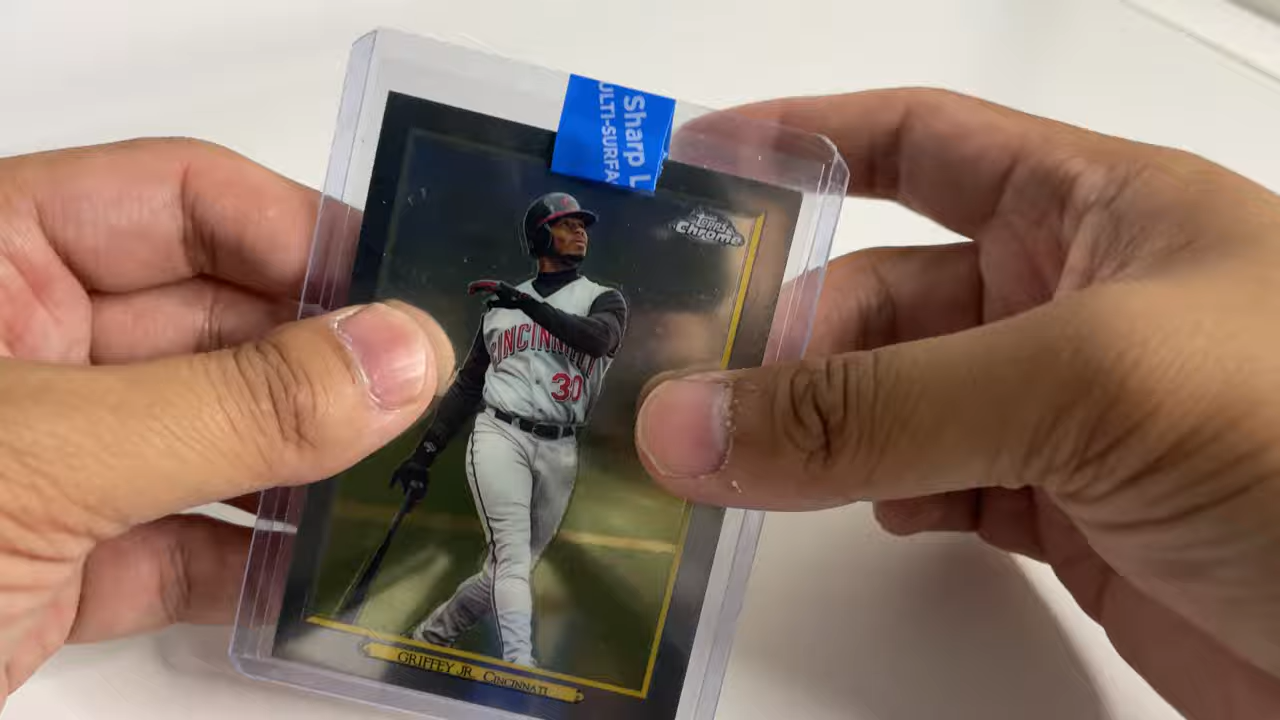 Sharp L
ULTI-SURFA
Topps
Chrome
CINCINNATI
30
GRIFFEY JR. CINCINNATI